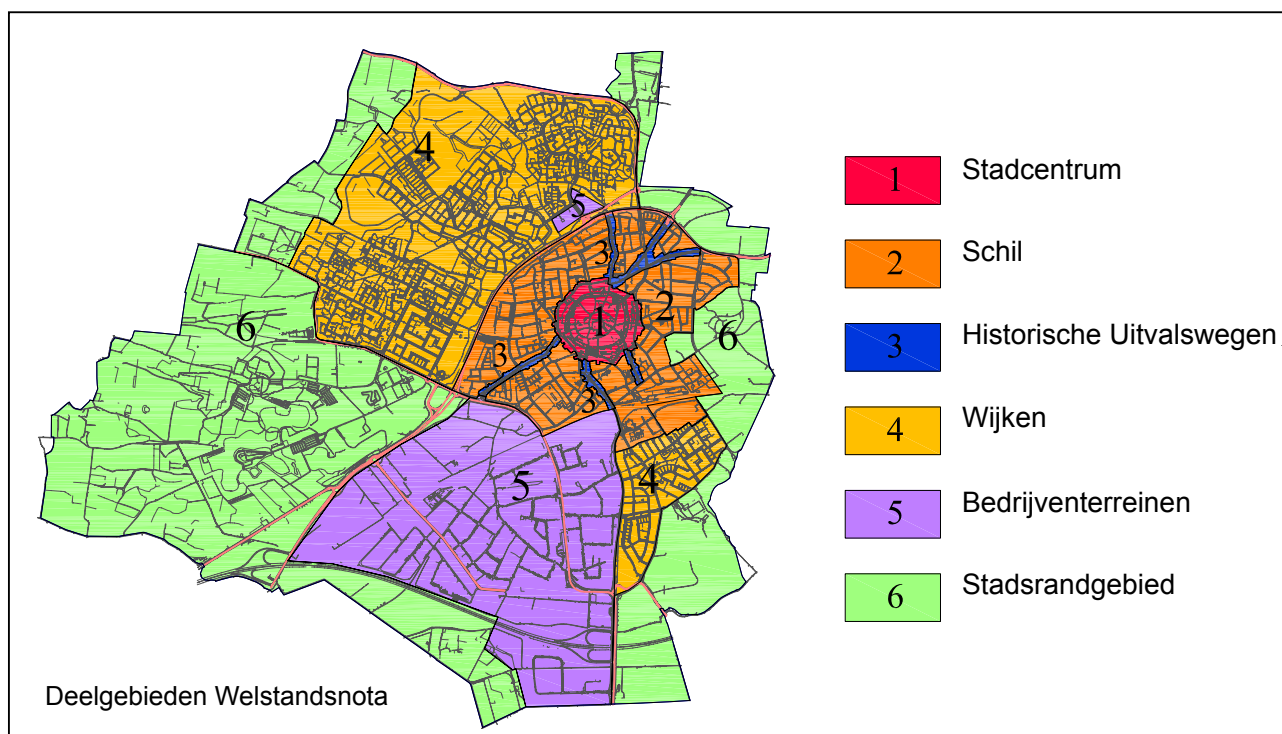 4
5
3
2
1
6
6
3
3
5
4
1 Stadcentrum
2 Schil
3 Historische Uitvalswegen
4 Wijken
5 Bedrijventerreinen
6 Stadsrandgebied
Deelgebieden Welstandsnota